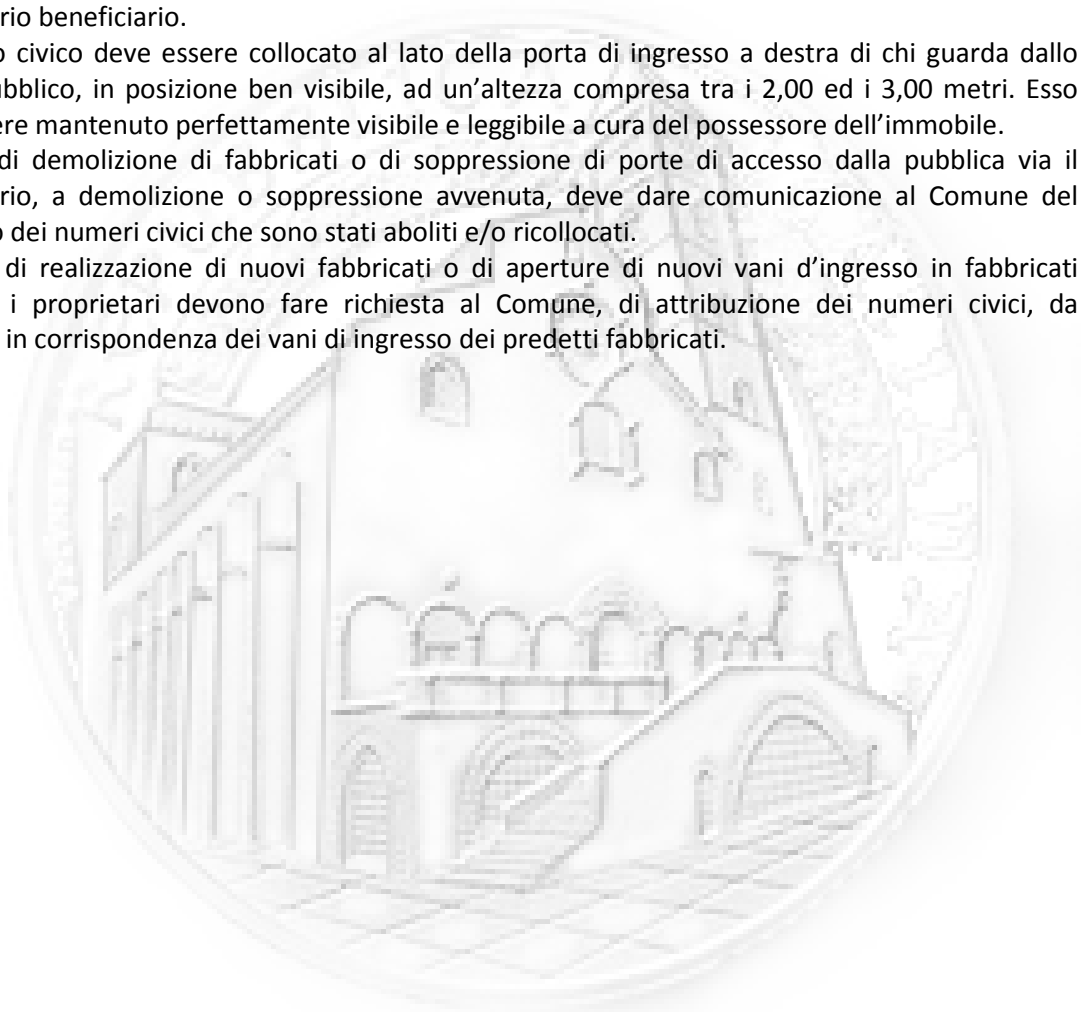 rio beneficiario.
o civico deve essere collocato al lato della porta di ingresso a destra di chi guarda dallo
ubblico, in posizione ben visibile, ad un’altezza compresa tra i 2,00 ed i 3,00 metri. Esso
ere mantenuto perfettamente visibile e leggibile a cura del possessore dell’immobile.
di demolizione di fabbricati o di soppressione di porte di accesso dalla pubblica via il
rio, a demolizione o soppressione avvenuta, deve dare comunicazione al Comune del
o dei numeri civici che sono stati aboliti e/o ricollocati.
di realizzazione di nuovi fabbricati o di aperture di nuovi vani d’ingresso in fabbricati
i proprietari devono fare richiesta al Comune, di attribuzione dei numeri civici, da
in corrispondenza dei vani di ingresso dei predetti fabbricati.